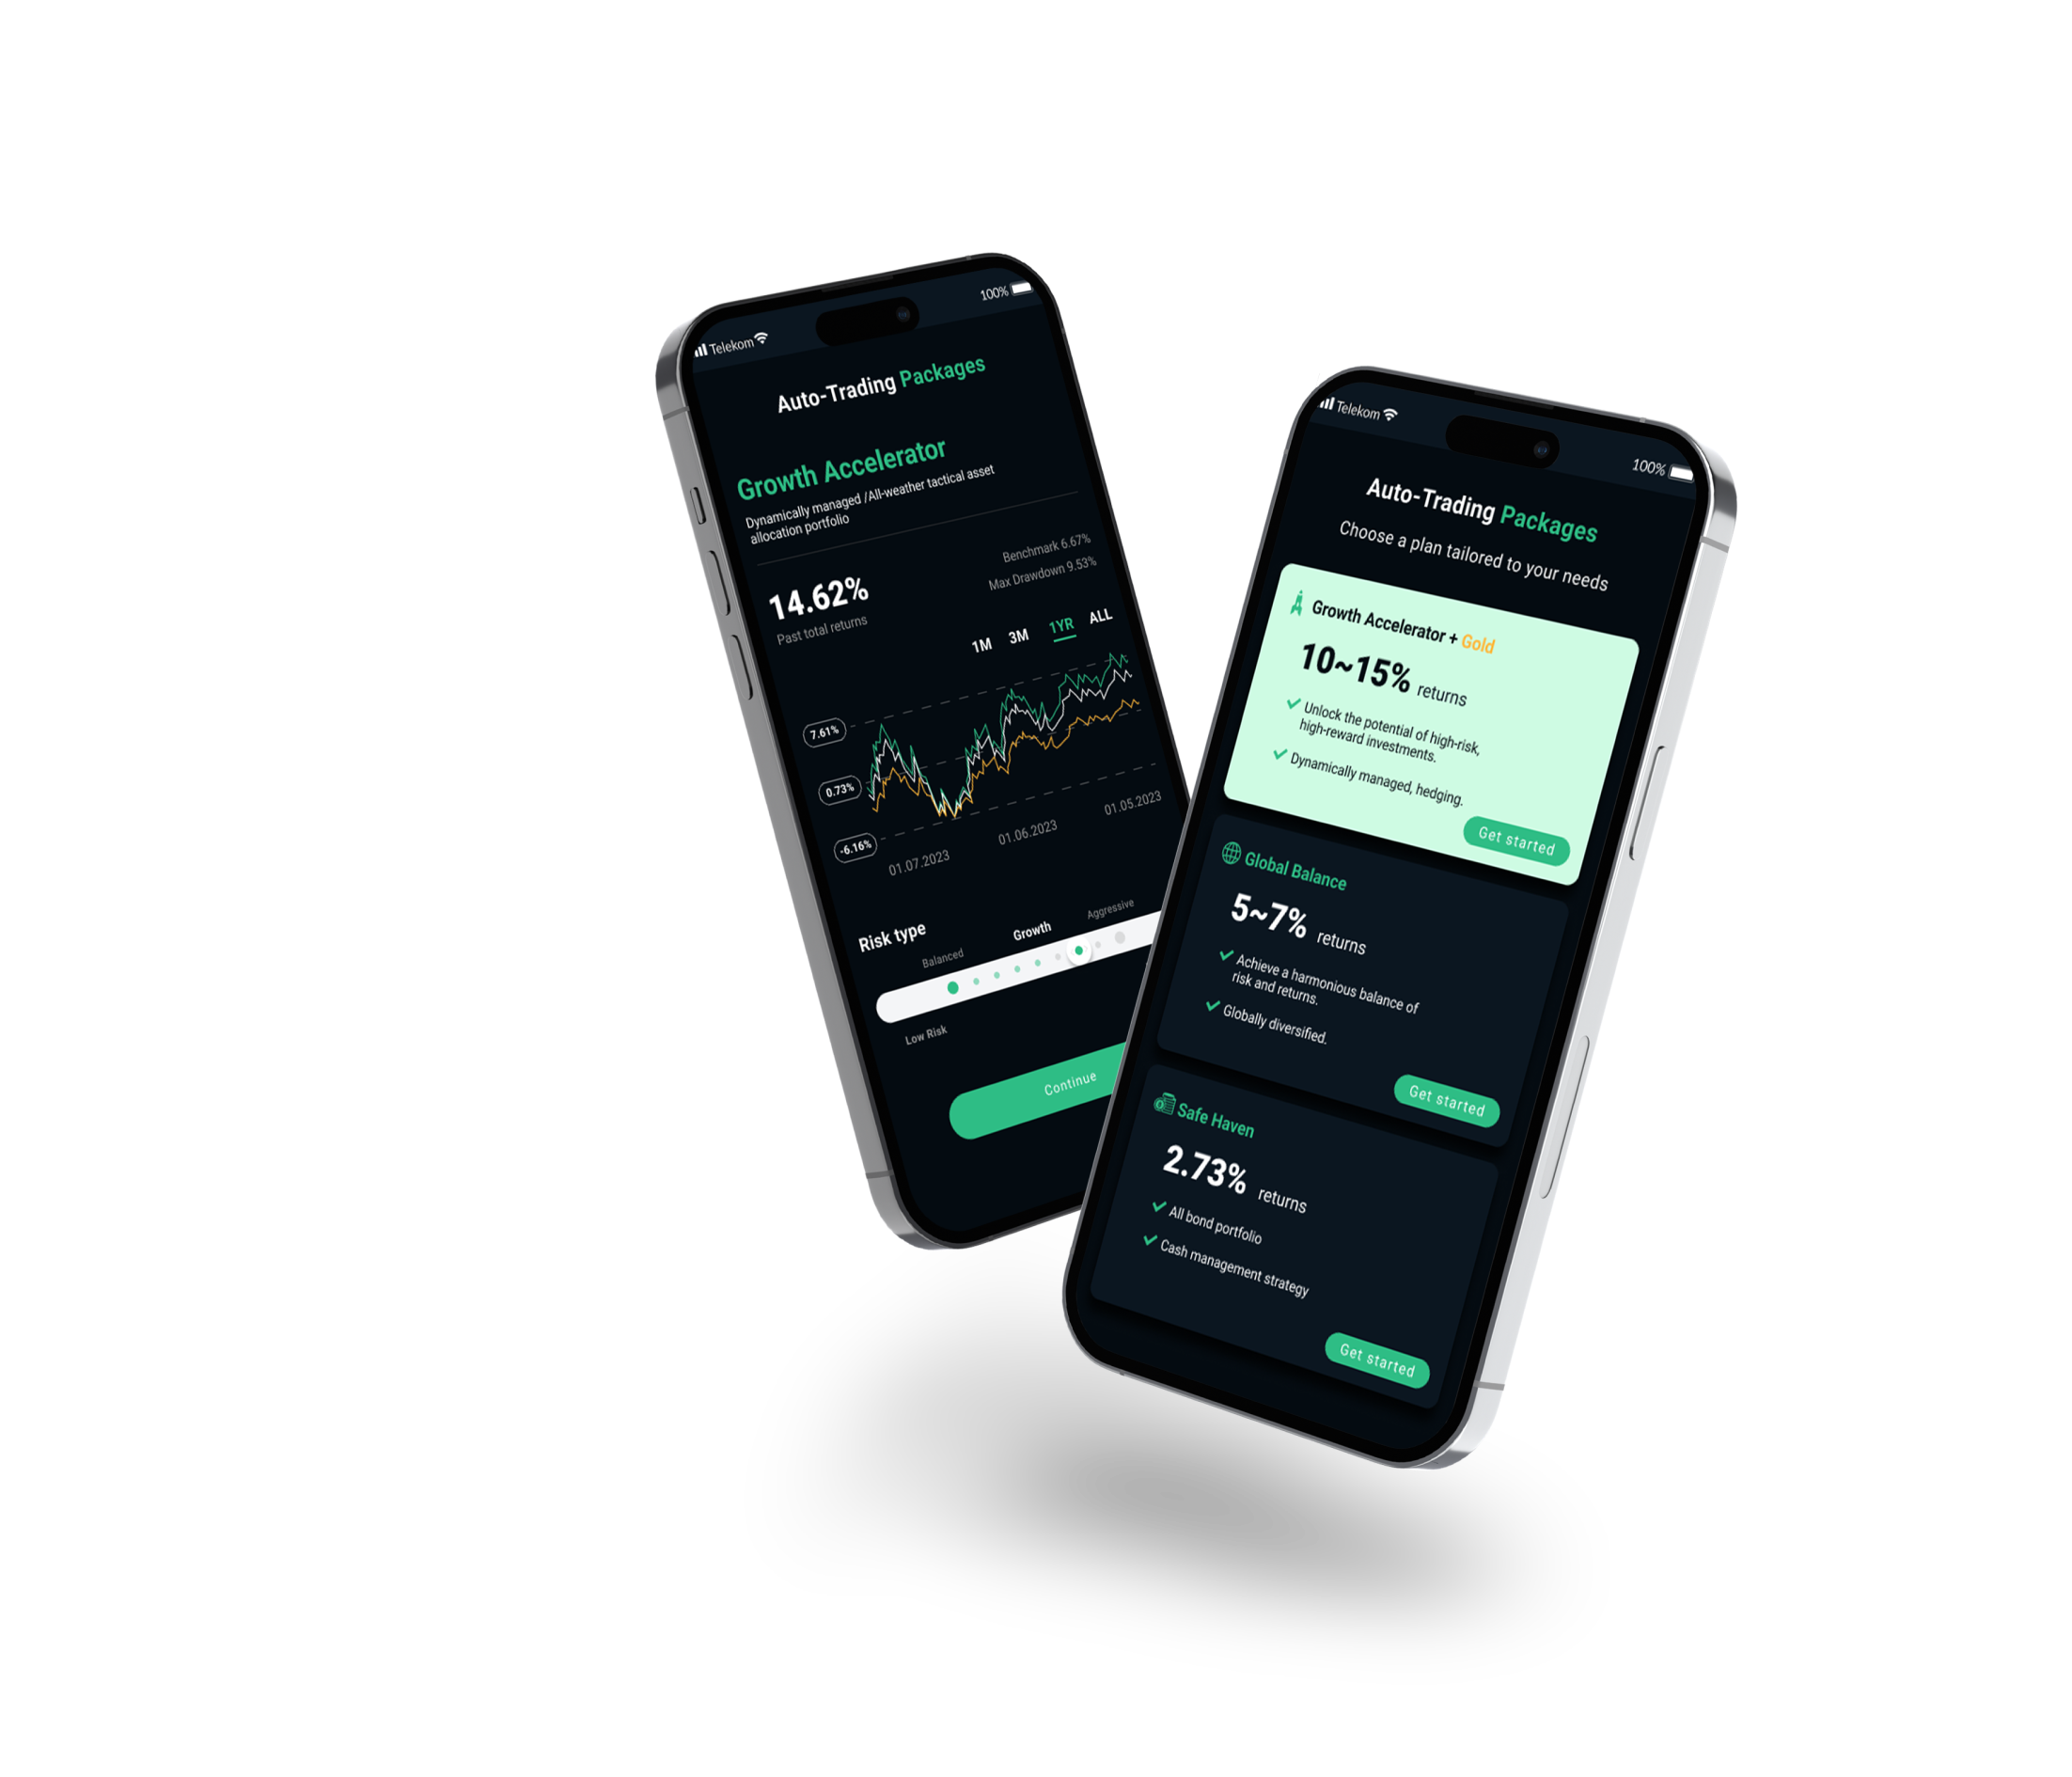 Telekom
100%
Auto-Trading Packages
Growth Accelerator
Dynamically managed /All-weather tactical asset
allocation portfolio
14.62%
Past total returns
Benchmark 6.67%
Max Drawdown 9.53%
1M 3M 1YR ALL
7.61%
0.73%
-6.16%
01.07.2023 01.06.2023 01.05.2023
Risk type
Balanced Growth Aggressive
Low Risk
Continue
Telekom
100%
Auto-Trading Packages
Choose a plan tailored to your needs
Growth Accelerator + Gold
10~15% returns
Unlock the potential of high-risk,
high-reward investments.
Dynamically managed, hedging.
Get started
Global Balance
5~7% returns
Achieve a harmonious balance of
risk and returns.
Globally diversified.
Get started
Safe Haven
2.73% returns
All bond portfolio
Cash management strategy
Get started